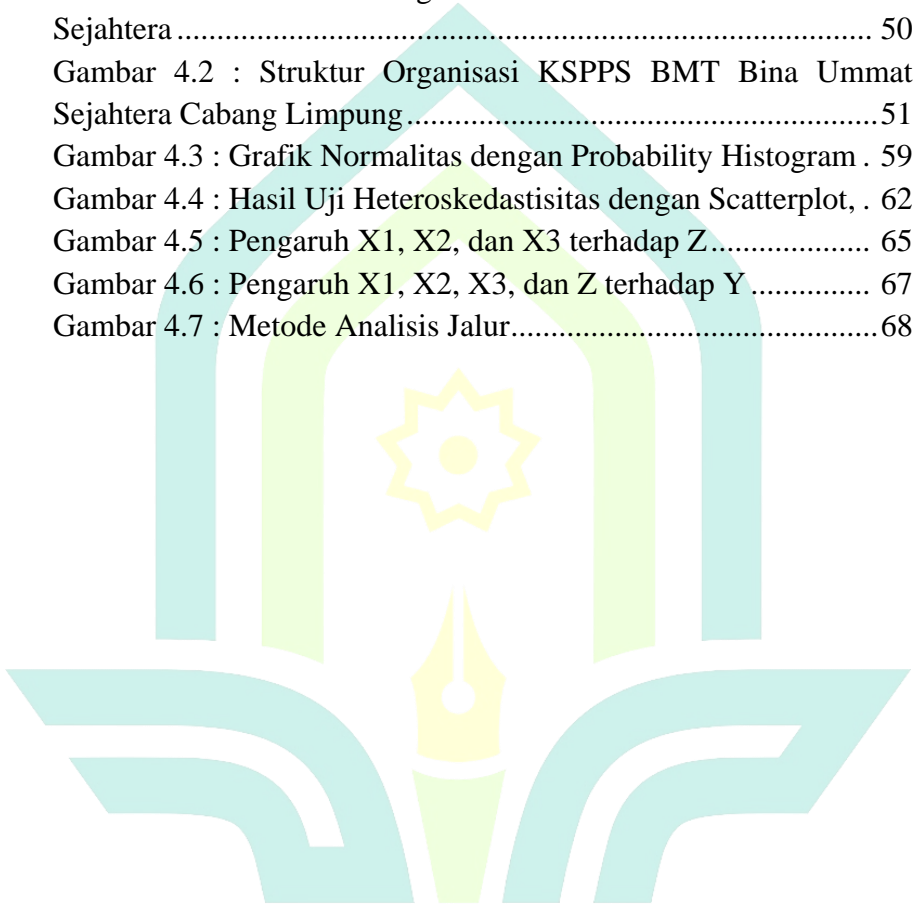 Sejahtera ........................................................................ 50
Gambar 4.2 : Struktur Organisasi KSPPS BMT Bina Ummat
Sejahtera Cabang Limpung .................................................51
Gambar 4.3 : Grafik Normalitas dengan Probability Histogram . 59
Gambar 4.4 : Hasil Uji Heteroskedastisitas dengan Scatterplot, . 62
Gambar 4.5 : Pengaruh X1, X2, dan X3 terhadap Z ................. 65
Gambar 4.6 : Pengaruh X1, X2, X3, dan Z terhadap Y ............... 67
Gambar 4.7 : Metode Analisis Jalur.......................................68